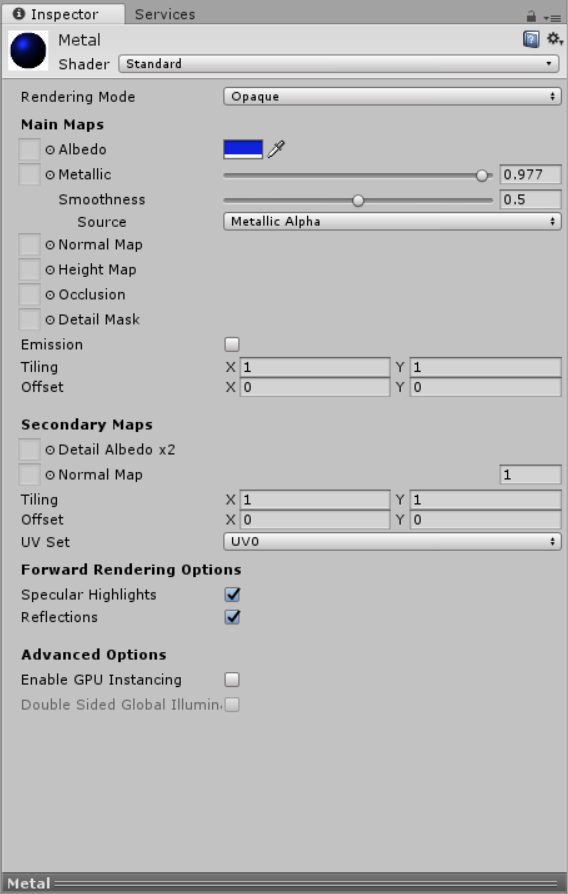 Inspector Services
Metal
Shader Standard
Rendering Mode Opaque
Main Maps
Albedo
Metallic 0.977
Smoothness 0.5
Source Metallic Alpha
Normal Map
Height Map
Occlusion
Detail Mask
Emission
Tiling X 1 Y 1
Offset X 0 Y 0
Secondary Maps
Detail Albedo x2
Normal Map 1
Tiling X 1 Y 1
Offset X 0 Y 0
UV Set UV0
Forward Rendering Options
Specular Highlights
Reflections
Advanced Options
Enable GPU Instancing
Double Sided Global Illumin
Metal